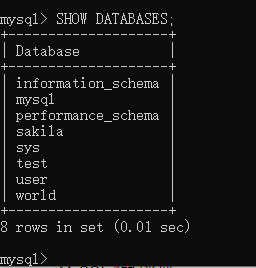 mysql> SHOW DATABASES;
+--------------------+
| Database           |
+--------------------+
| information_schema |
| mysql              |
| performance_schema |
| sakila             |
| sys                |
| test               |
| user               |
| world              |
+--------------------+
8 rows in set (0.01 sec)
mysql>